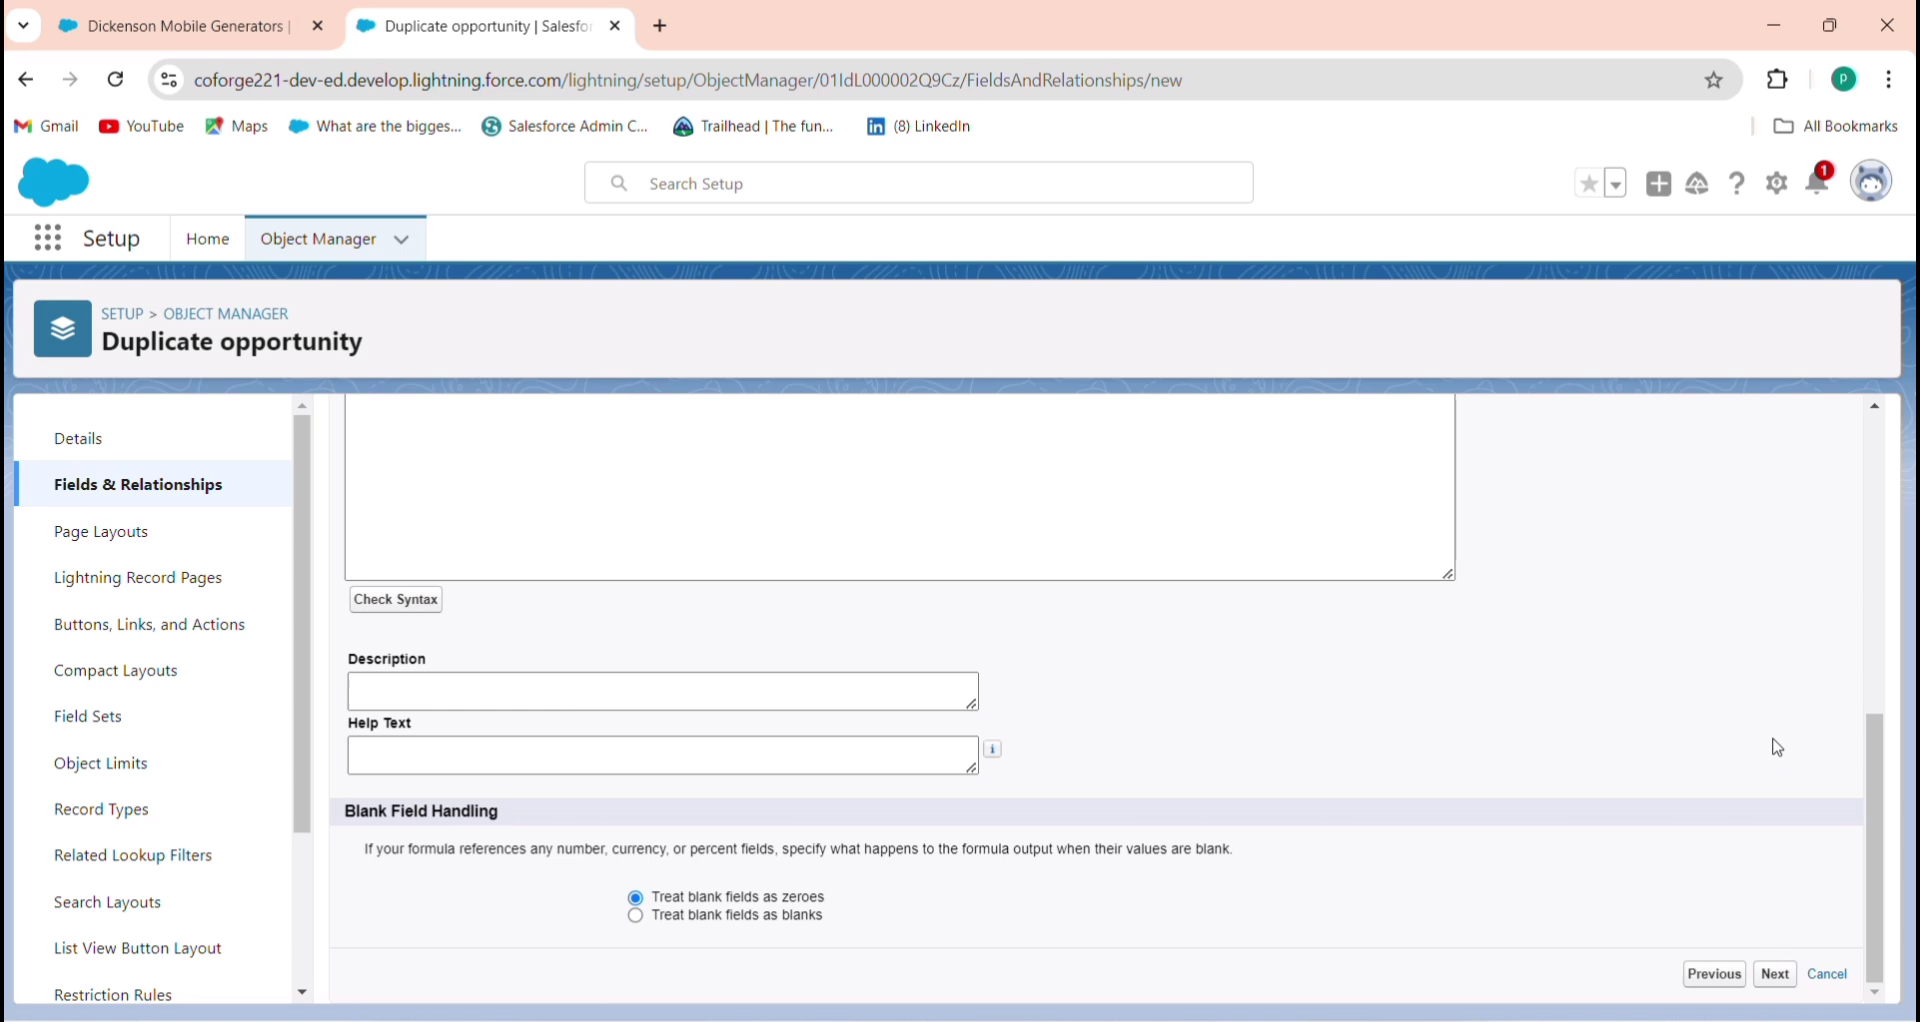 Dickenson Mobile Generators |
Duplicate opportunity | Salesfor
coforge221-dev-ed.develop.lightning.force.com/lightning/setup/ObjectManager/01IdL000002Q9Cz/FieldsAndRelationships/new
P
Gmail
YouTube
Maps
What are the bigges...
Salesforce Admin C...
Trailhead | The fun...
(8) LinkedIn
All Bookmarks
Search Setup
1
Setup
Home
Object Manager
SETUP > OBJECT MANAGER
Duplicate opportunity
Details
Fields & Relationships
Page Layouts
Lightning Record Pages
Buttons, Links, and Actions
Compact Layouts
Field Sets
Object Limits
Record Types
Related Lookup Filters
Search Layouts
List View Button Layout
Restriction Rules
Check Syntax
Description
Help Text
i
Blank Field Handling
If your formula references any number, currency, or percent fields, specify what happens to the formula output when their values are blank.
Treat blank fields as zeroes
Treat blank fields as blanks
Previous
Next
Cancel